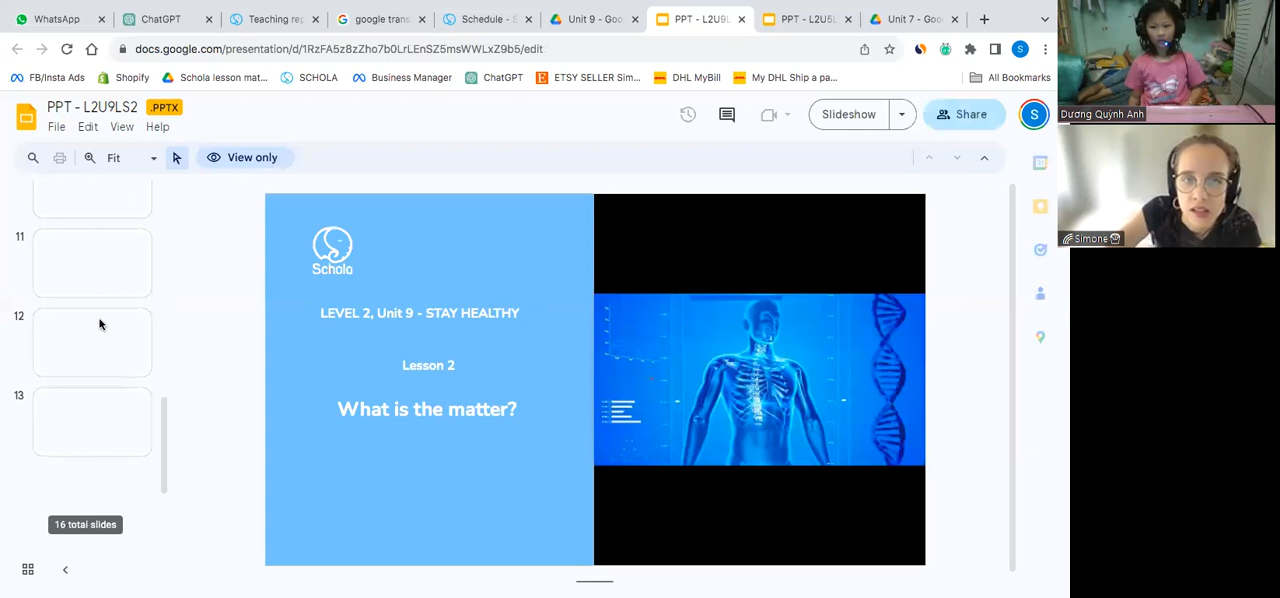 WhatsApp
ChatGPT
Teaching rep
google trans
Schedule - S
Unit 9 - Goo
PPT - L2U9L
PPT - L2U5L
Unit 7 - Goo
docs.google.com/presentation/d/1RzFA5z8zZho7b0LrLEnSZ5msWWLxZ9b6/edit
S
FB/Insta Ads
Shopify
Schola lesson mat...
SCHOLA
Business Manager
ChatGPT
ETSY SELLER Sim...
DHL MyBill
My DHL Ship a pa...
All Bookmarks
PPT - L2U9LS2
.PPTX
File
Edit
View
Help
Slideshow
Share
S
Fit
View only
11
12
13
16 total slides
Schola
LEVEL 2, Unit 9 - STAY HEALTHY
Lesson 2
What is the matter?
Dương Quỳnh Anh
Simone